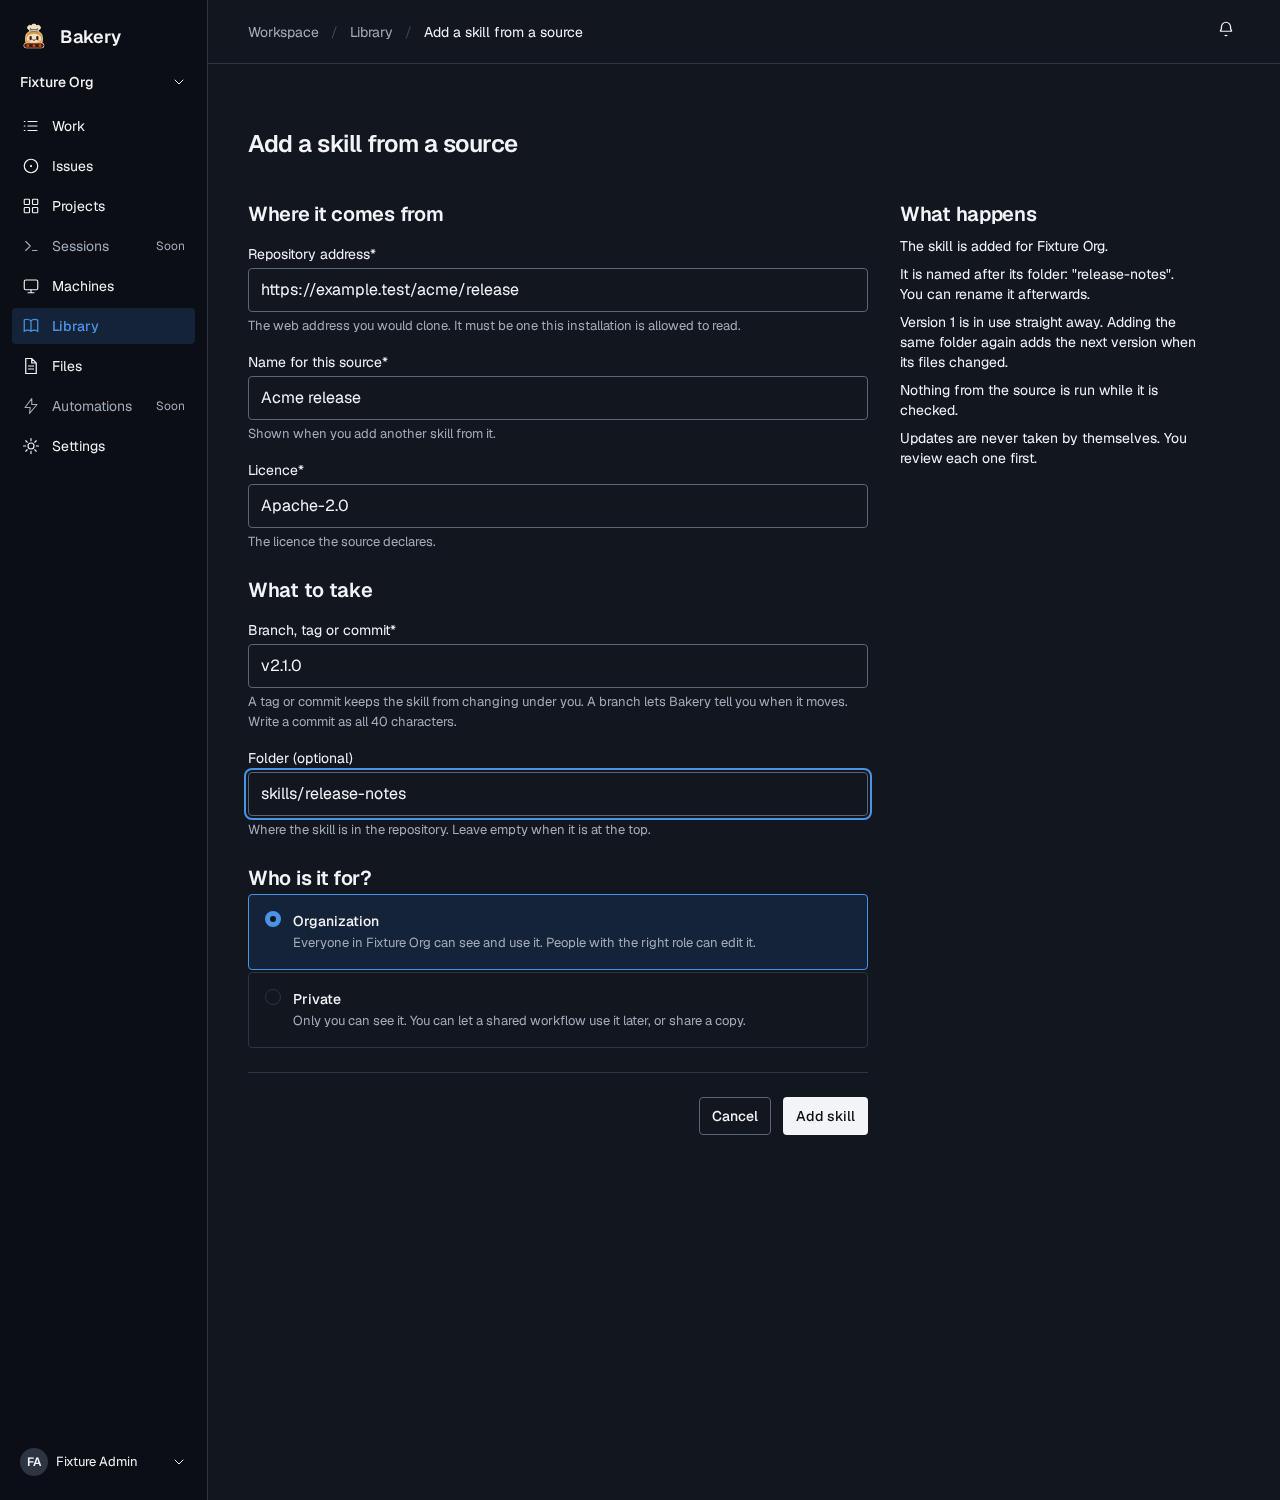 Bakery
Fixture Org
Work
Issues
Projects
Sessions Soon
Machines
Library
Files
Automations Soon
Settings
FA Fixture Admin
Workspace / Library / Add a skill from a source
Add a skill from a source
Where it comes from
Repository address*
https://example.test/acme/release
The web address you would clone. It must be one this installation is allowed to read.
Name for this source*
Acme release
Shown when you add another skill from it.
Licence*
Apache-2.0
The licence the source declares.
What to take
Branch, tag or commit*
v2.1.0
A tag or commit keeps the skill from changing under you. A branch lets Bakery tell you when it moves.
Write a commit as all 40 characters.
Folder (optional)
skills/release-notes
Where the skill is in the repository. Leave empty when it is at the top.
Who is it for?
Organization
Everyone in Fixture Org can see and use it. People with the right role can edit it.
Private
Only you can see it. You can let a shared workflow use it later, or share a copy.
Cancel
Add skill
What happens
The skill is added for Fixture Org.
It is named after its folder: "release-notes".
You can rename it afterwards.
Version 1 is in use straight away. Adding the
same folder again adds the next version when
its files changed.
Nothing from the source is run while it is
checked.
Updates are never taken by themselves. You
review each one first.